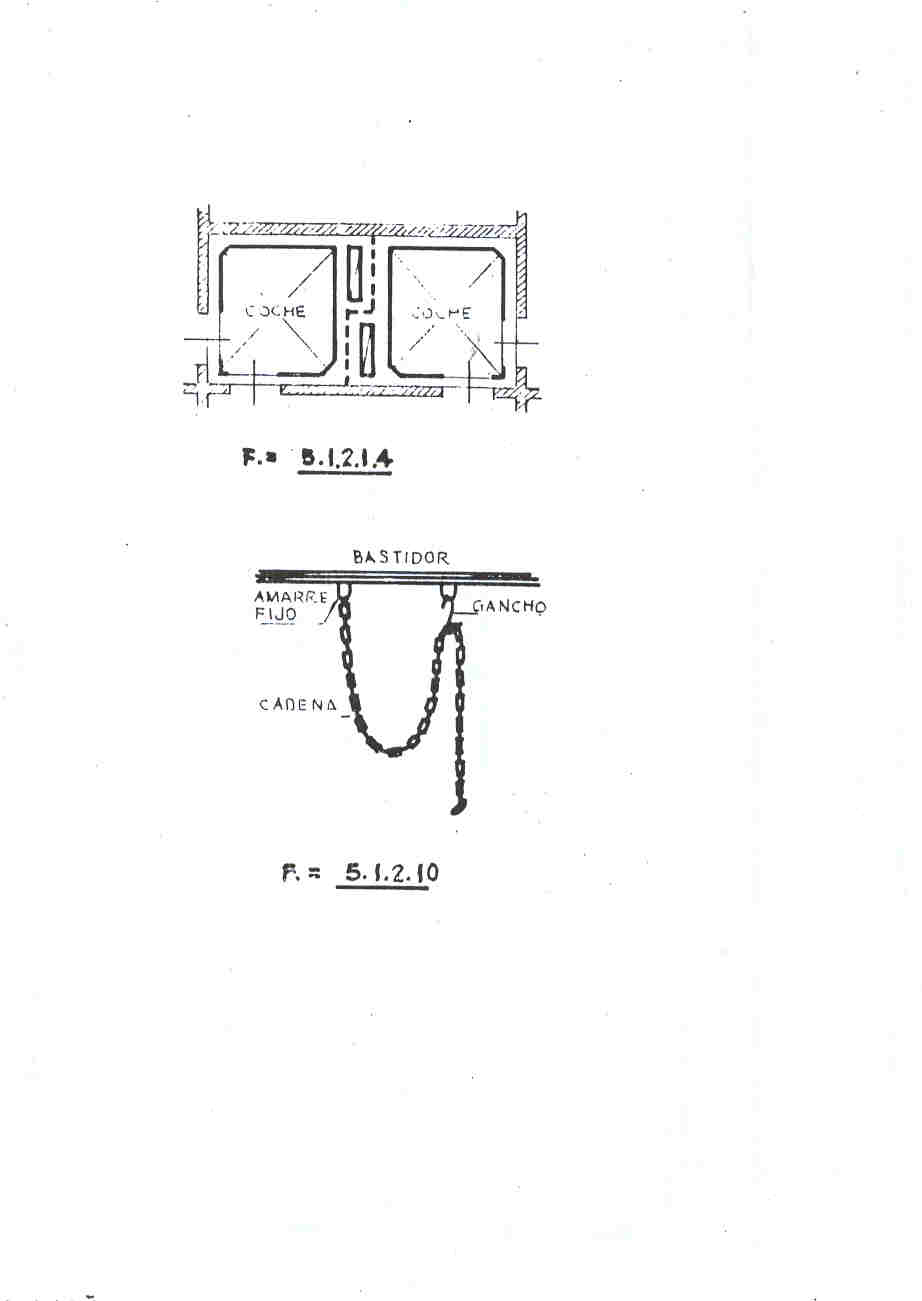 COCHE COCHE
F.= 5.1.2.1.4
BASTIDOR
AMARRE
FIJO
GANCHO
CADENA
F. = 5.1.2.10